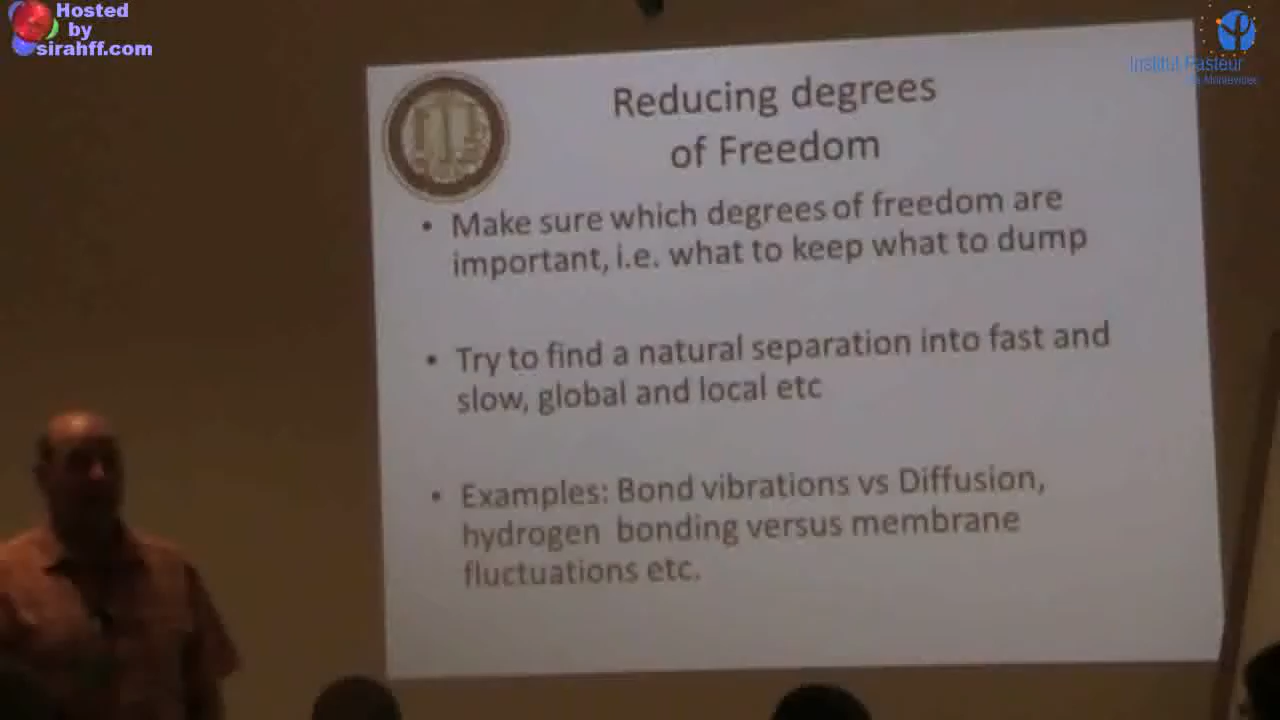 Hosted
by
sirahff.com
Institut Pasteur
de Montevideo
Reducing degrees
of Freedom
• Make sure which degrees of freedom are
important, i.e. what to keep what to dump
• Try to find a natural separation into fast and
slow, global and local etc
• Examples: Bond vibrations vs Diffusion,
hydrogen bonding versus membrane
fluctuations etc.